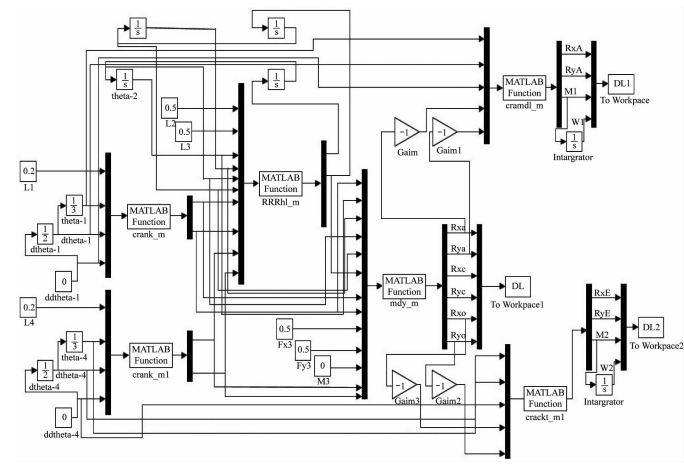 1
s
1
s
1
s
theta-2
1
s
0.5
L2
0.5
L3
MATLAB
Function
RRRhl_m
MATLAB
Function
cramdl_m
RxA
RyA
M1
W1
1
s
Intargrator
DL1
To Workpace
-1
Gaim
-1
Gaim1
0.2
L1
1
3
theta-1
1
2
dtheta-1
dtheta-1
0
ddtheta-1
MATLAB
Function
crank_m
0.2
L4
1
3
theta-4
1
2
dtheta-4
dtheta-4
0
ddtheta-4
MATLAB
Function
crank_m1
0.5
Fx3
0.5
Fy3
0
M3
MATLAB
Function
mdy_m
Rxa
Rya
Rxc
Ryc
Rxo
Ryo
DL
To Workpace1
-1
Gaim3
-1
Gaim2
MATLAB
Function
crackt_m1
RxE
RyE
M2
W2
1
s
Intargrator
DL2
To Workpace2